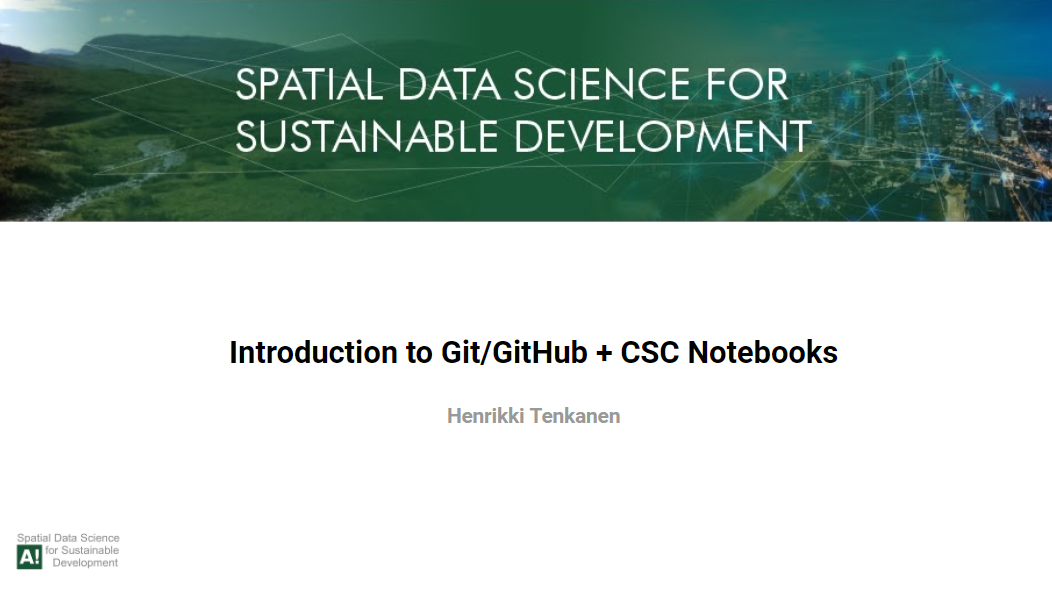 SPATIAL DATA SCIENCE FOR
SUSTAINABLE DEVELOPMENT
Introduction to Git/GitHub + CSC Notebooks
Henrikki Tenkanen
Spatial Data Science
A! for Sustainable
Development